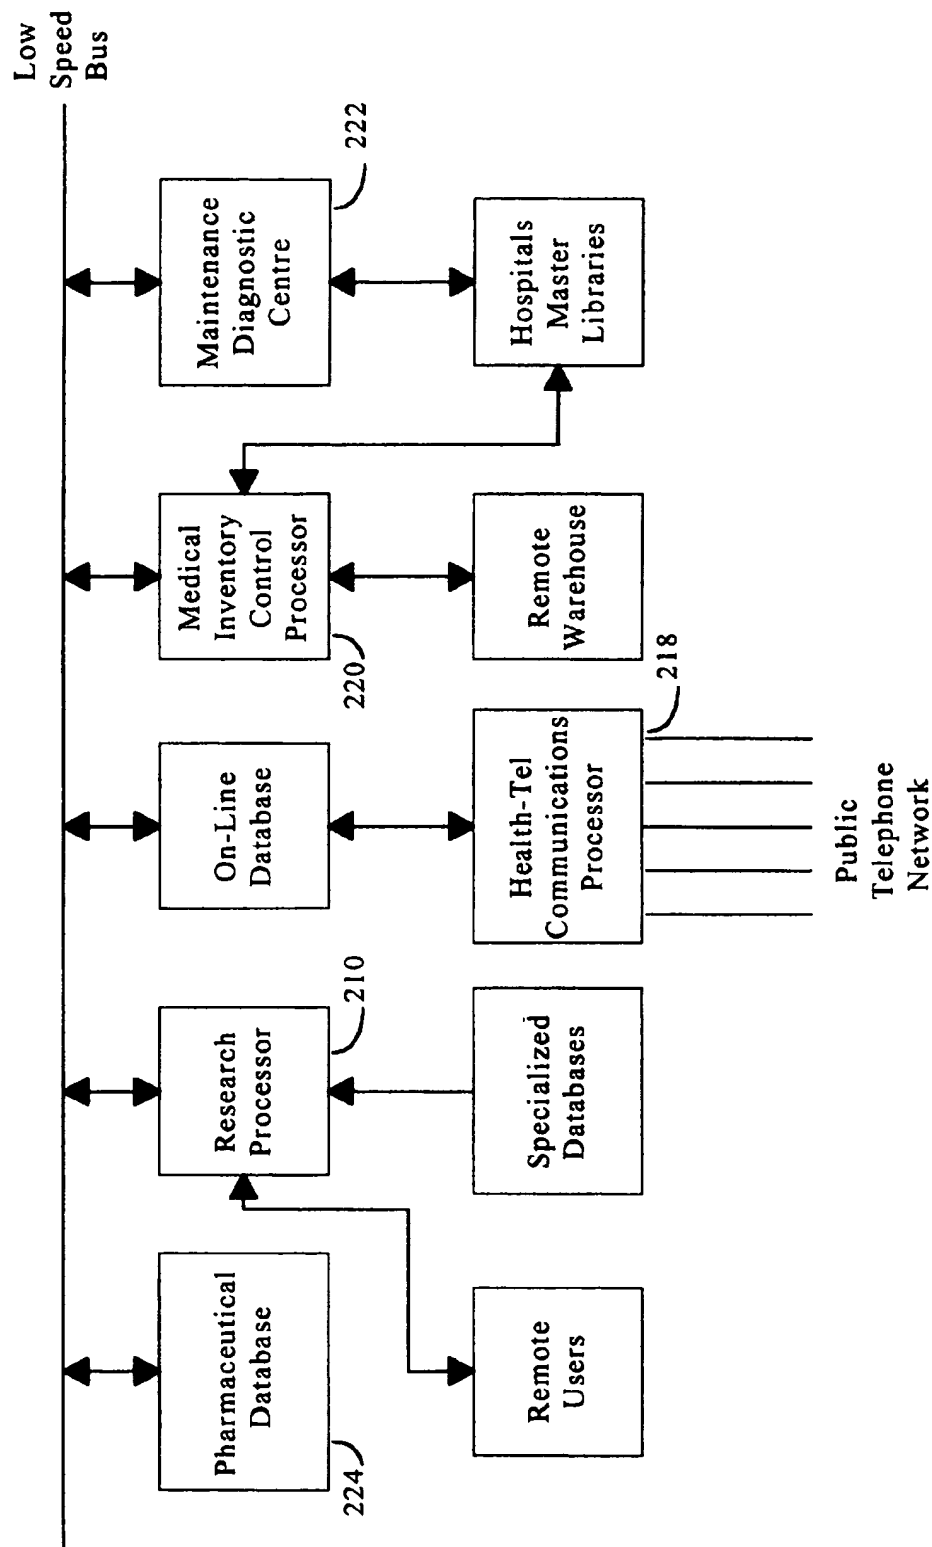 Low
Speed
Bus
Pharmaceutical
Database
224
Research
Processor
210
On-Line
Database
Medical
Inventory
Control
Processor
220
Maintenance
Diagnostic
Centre
222
Remote
Users
Specialized
Databases
Health-Tel
Communications
Processor
218
Remote
Warehouse
Hospitals
Master
Libraries
Public
Telephone
Network